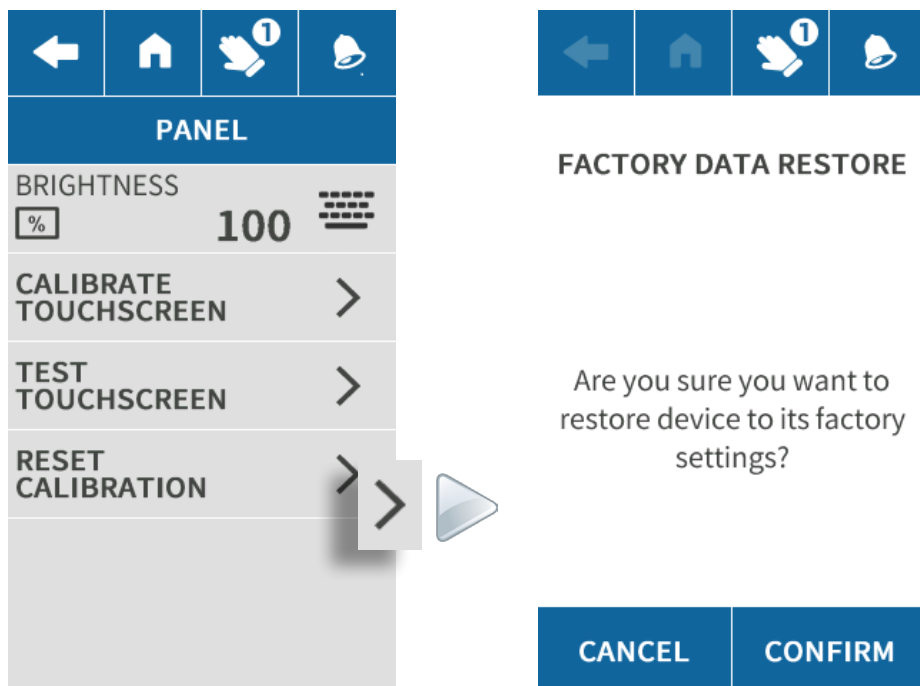 1
PANEL
BRIGHTNESS
%
100
CALIBRATE
TOUCHSCREEN
TEST
TOUCHSCREEN
RESET
CALIBRATION
1
FACTORY DATA RESTORE
Are you sure you want to
restore device to its factory
settings?
CANCEL
CONFIRM